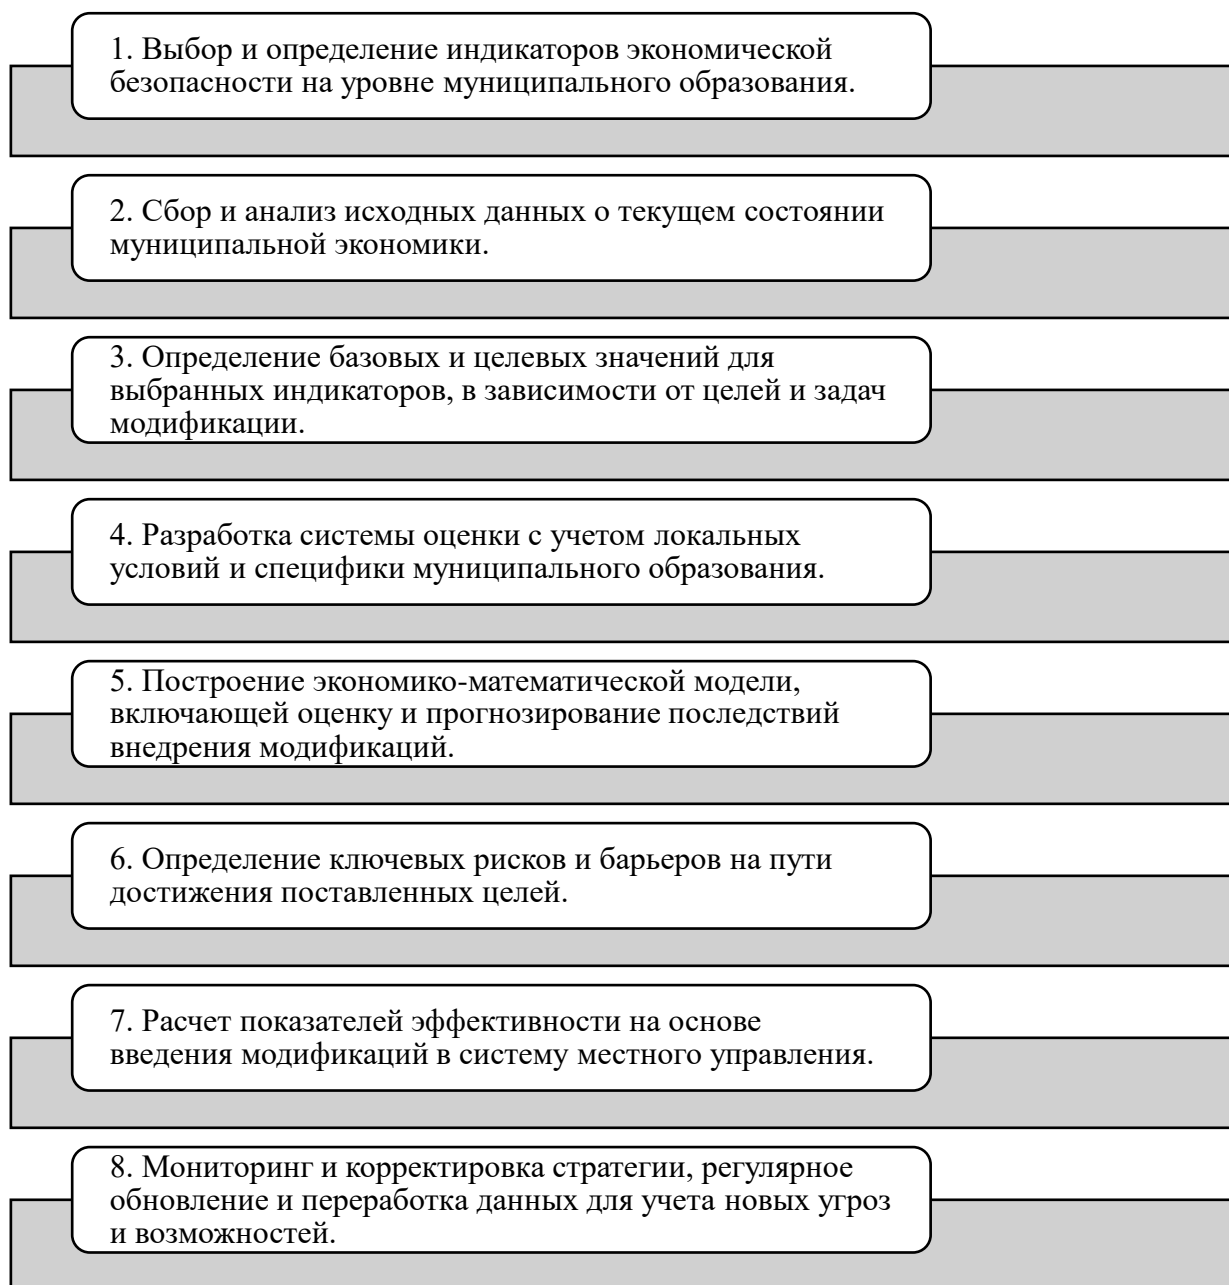 1. Выбор и определение индикаторов экономической
безопасности на уровне муниципального образования.
2. Сбор и анализ исходных данных о текущем состоянии
муниципальной экономики.
3. Определение базовых и целевых значений для
выбранных индикаторов, в зависимости от целей и задач
модификации.
4. Разработка системы оценки с учетом локальных
условий и специфики муниципального образования.
5. Построение экономико-математической модели,
включающей оценку и прогнозирование последствий
внедрения модификаций.
6. Определение ключевых рисков и барьеров на пути
достижения поставленных целей.
7. Расчет показателей эффективности на основе
введения модификаций в систему местного управления.
8. Мониторинг и корректировка стратегии, регулярное
обновление и переработка данных для учета новых угроз
и возможностей.